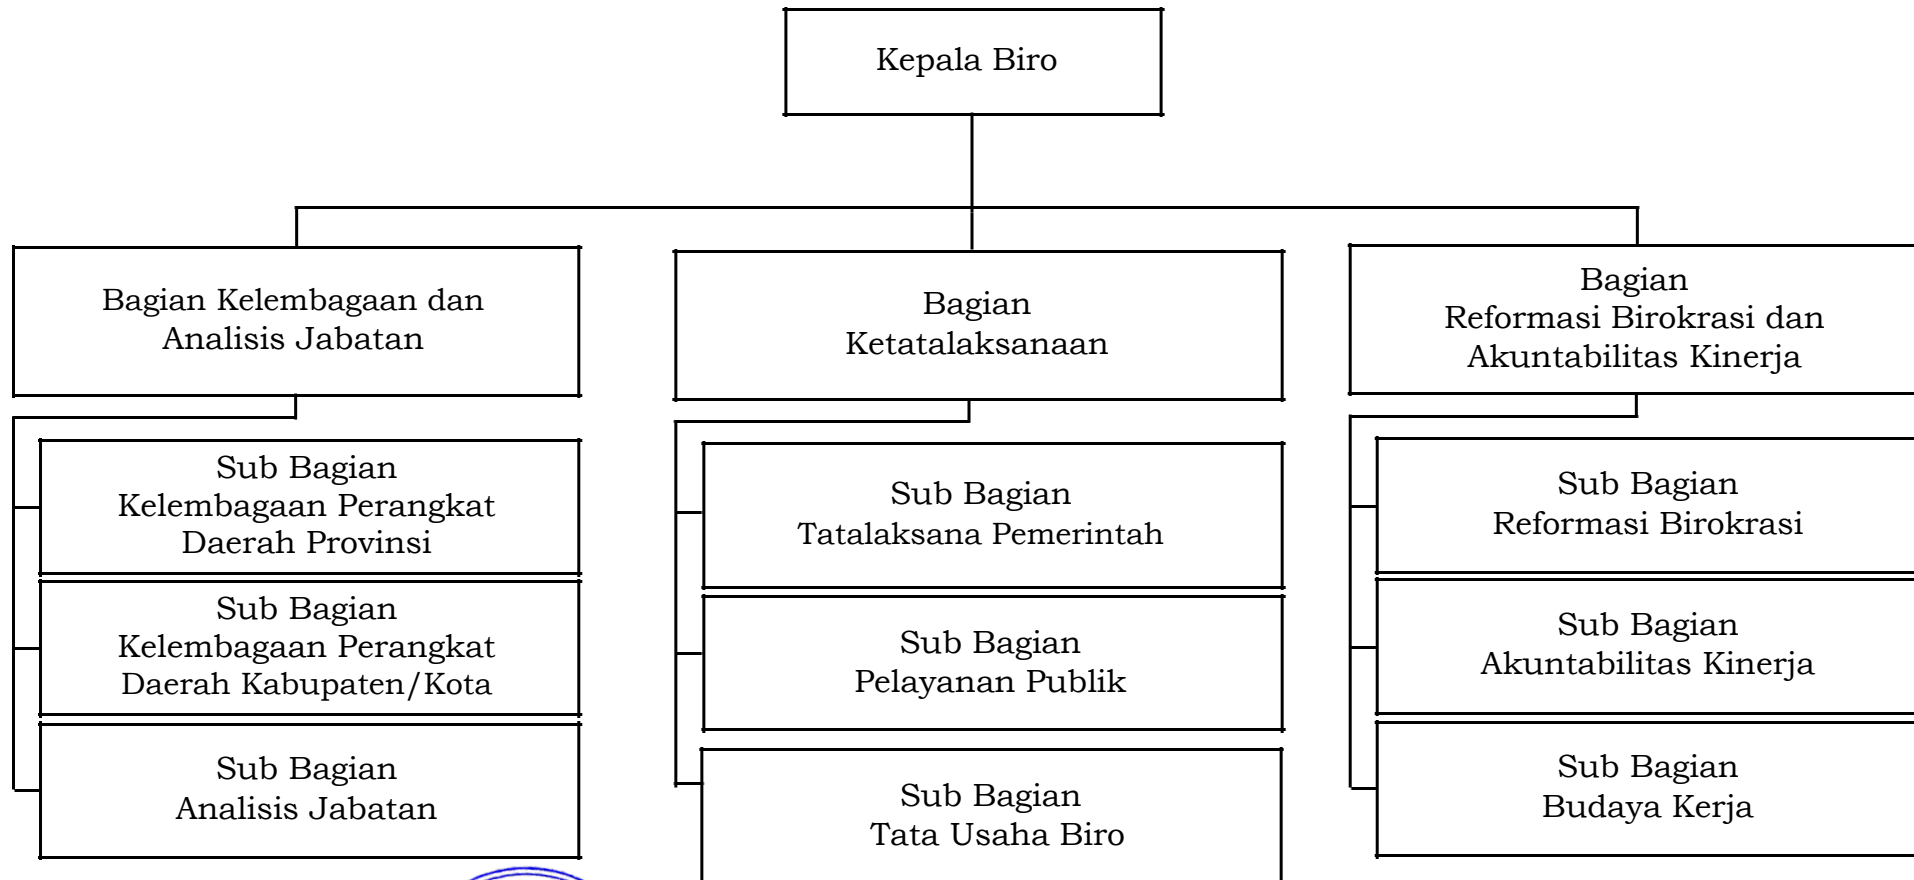 Kepala Biro
Bagian Kelembagaan dan
Analisis Jabatan
Sub Bagian
Kelembagaan Perangkat
Daerah Provinsi
Sub Bagian
Kelembagaan Perangkat
Daerah Kabupaten/Kota
Sub Bagian
Analisis Jabatan
Bagian
Ketatalaksanaan
Sub Bagian
Tatalaksana Pemerintah
Sub Bagian
Pelayanan Publik
Sub Bagian
Tata Usaha Biro
Bagian
Reformasi Birokrasi dan
Akuntabilitas Kinerja
Sub Bagian
Reformasi Birokrasi
Sub Bagian
Akuntabilitas Kinerja
Sub Bagian
Budaya Kerja